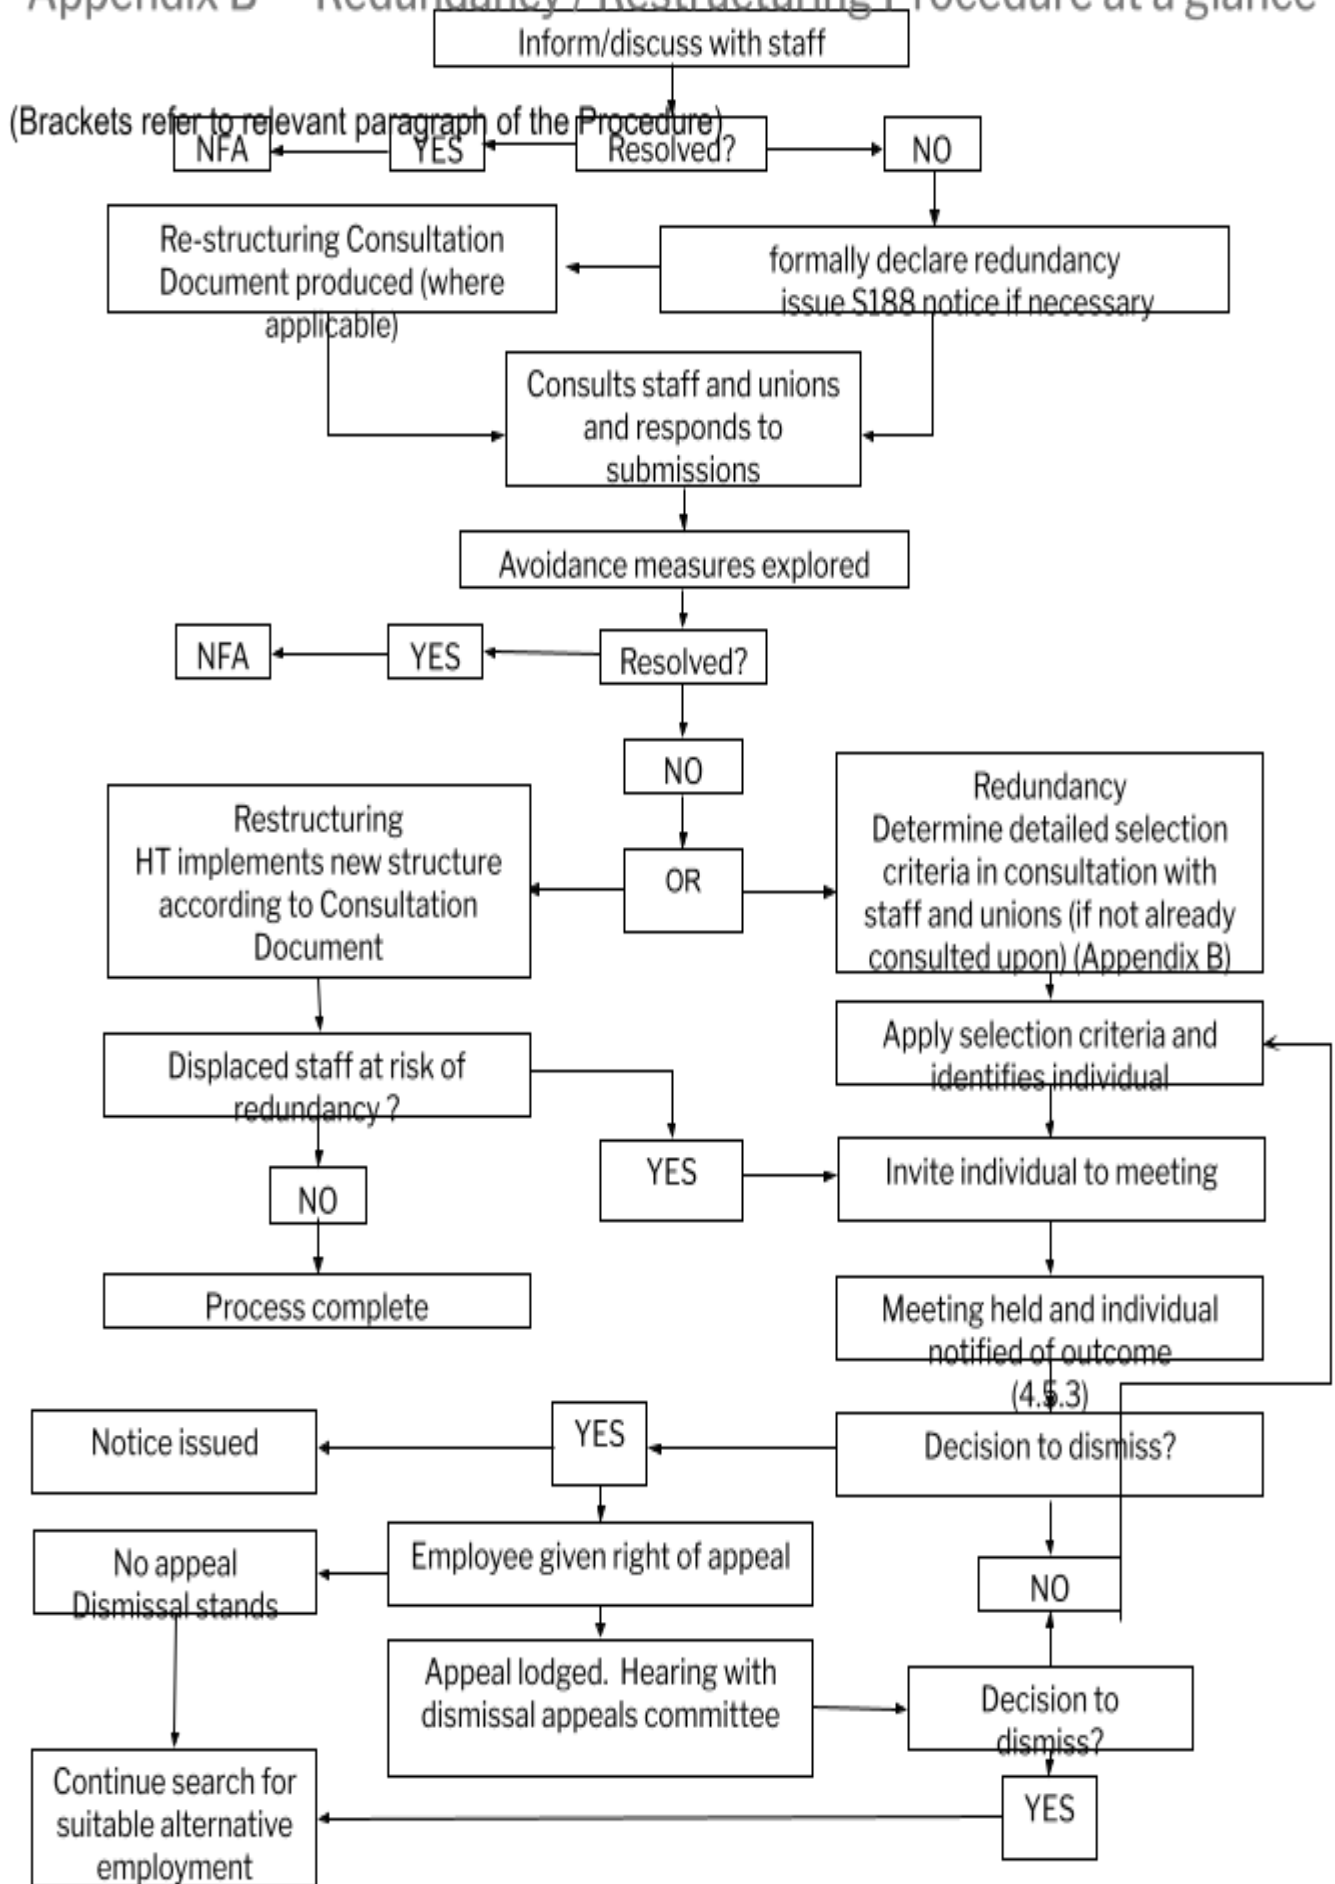 Appendix B – Redundancy / Restructuring Procedure at a glance
Inform/discuss with staff
(Brackets refer to relevant paragraph of the Procedure)
NFA
YES
Resolved?
NO
Re-structuring Consultation
Document produced (where
applicable)
formally declare redundancy
issue S188 notice if necessary
Consults staff and unions
and responds to
submissions
Avoidance measures explored
NFA
YES
Resolved?
NO
OR
Restructuring
HT implements new structure
according to Consultation
Document
Redundancy
Determine detailed selection
criteria in consultation with
staff and unions (if not already
consulted upon) (Appendix B)
Displaced staff at risk of
redundancy ?
Apply selection criteria and
identifies individual
NO
YES
Invite individual to meeting
Process complete
Meeting held and individual
notified of outcome
(4.5.3)
Notice issued
YES
Decision to dismiss?
No appeal
Dismissal stands
Employee given right of appeal
NO
Appeal lodged.  Hearing with
dismissal appeals committee
Decision to
dismiss?
Continue search for
suitable alternative
employment
YES